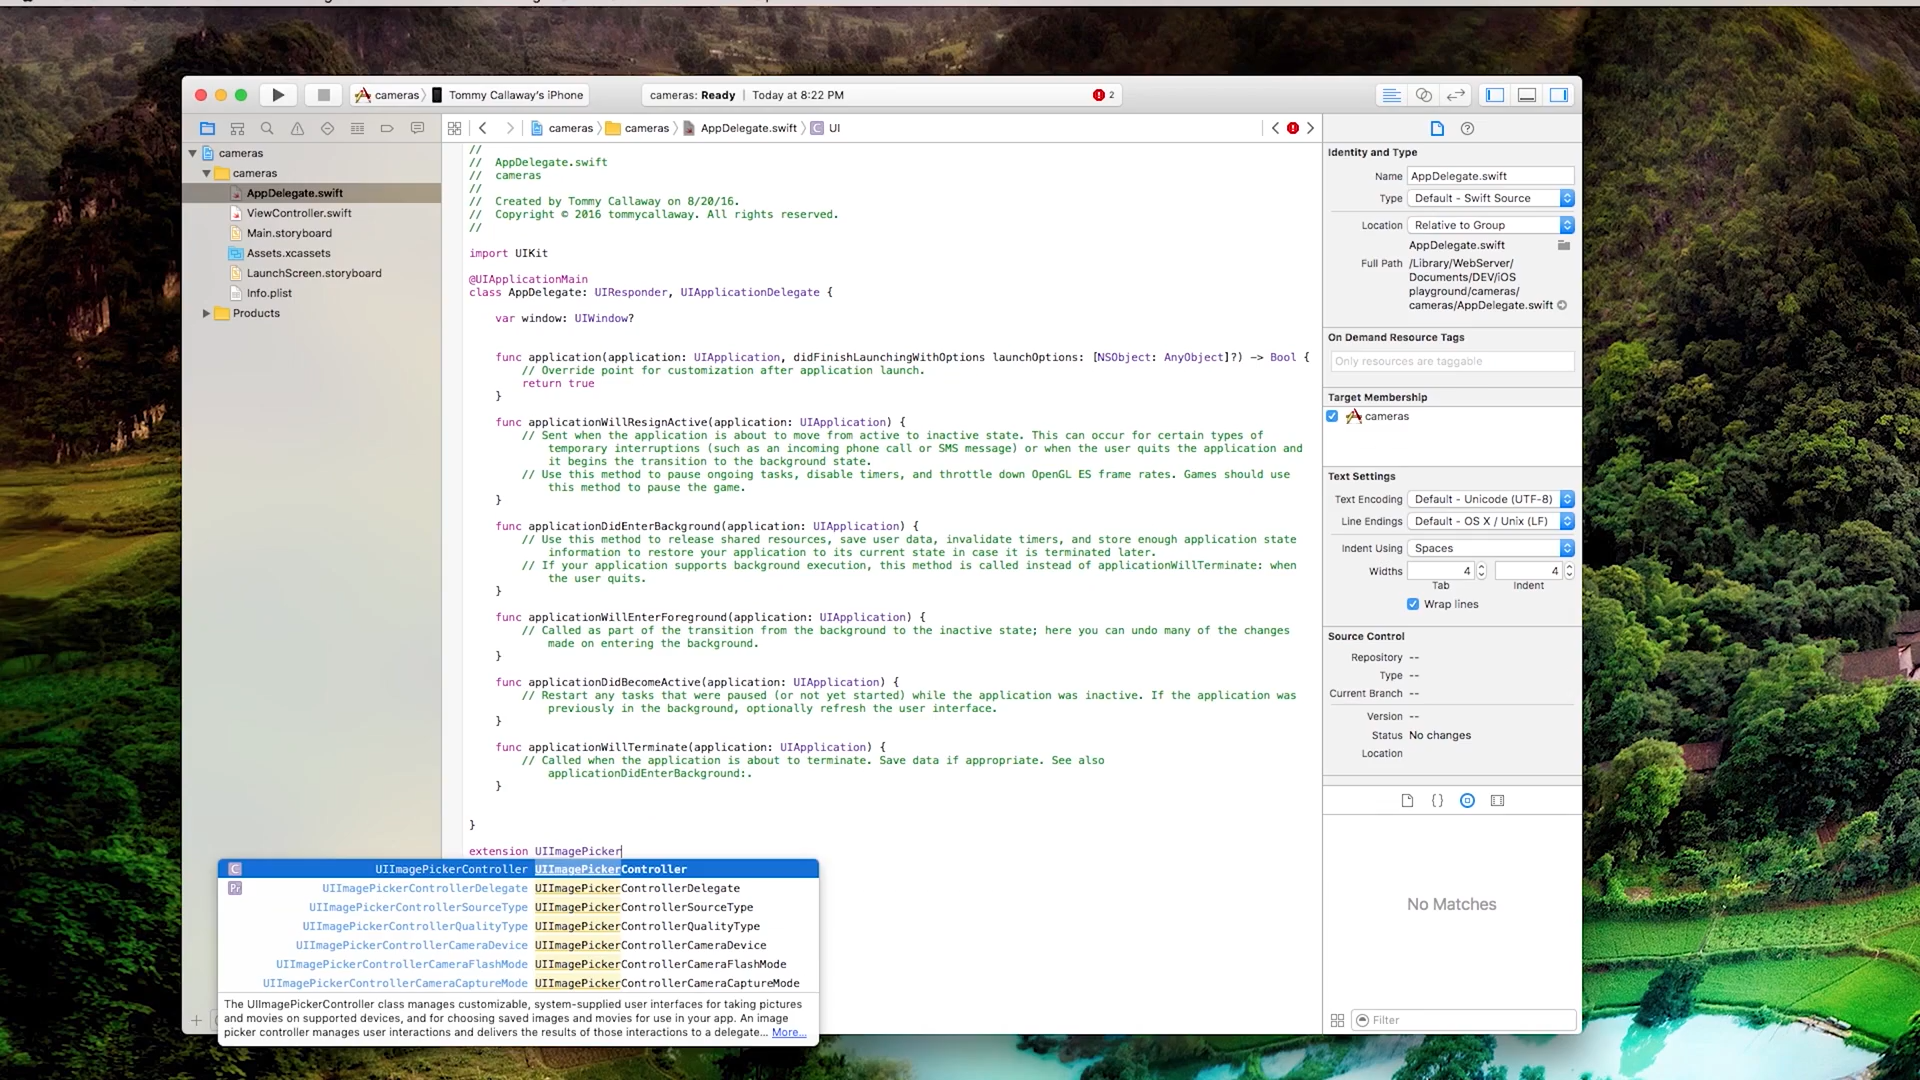 cameras
Tommy Callaway's iPhone
cameras: Ready | Today at 8:22 PM
2
cameras
cameras
AppDelegate.swift
UI
cameras
cameras
AppDelegate.swift
ViewController.swift
Main.storyboard
Assets.xcassets
LaunchScreen.storyboard
Info.plist
Products
//
// AppDelegate.swift
// cameras
//
// Created by Tommy Callaway on 8/20/16.
// Copyright © 2016 tommycallaway. All rights reserved.
//
import UIKit
@UIApplicationMain
class AppDelegate: UIResponder, UIApplicationDelegate {
var window: UIWindow?
func application(application: UIApplication, didFinishLaunchingWithOptions launchOptions: [NSObject: AnyObject]?) -> Bool {
// Override point for customization after application launch.
return true
}
func applicationWillResignActive(application: UIApplication) {
// Sent when the application is about to move from active to inactive state. This can occur for certain types of
temporary interruptions (such as an incoming phone call or SMS message) or when the user quits the application and
it begins the transition to the background state.
// Use this method to pause ongoing tasks, disable timers, and throttle down OpenGL ES frame rates. Games should use
this method to pause the game.
}
func applicationDidEnterBackground(application: UIApplication) {
// Use this method to release shared resources, save user data, invalidate timers, and store enough application state
information to restore your application to its current state in case it is terminated later.
// If your application supports background execution, this method is called instead of applicationWillTerminate: when
the user quits.
}
func applicationWillEnterForeground(application: UIApplication) {
// Called as part of the transition from the background to the inactive state; here you can undo many of the changes
made on entering the background.
}
func applicationDidBecomeActive(application: UIApplication) {
// Restart any tasks that were paused (or not yet started) while the application was inactive. If the application was
previously in the background, optionally refresh the user interface.
}
func applicationWillTerminate(application: UIApplication) {
// Called when the application is about to terminate. Save data if appropriate. See also
applicationDidEnterBackground:.
}
}
extension UIImagePicker
C UIImagePickerController UIImagePickerController
Pr UIImagePickerControllerDelegate UIImagePickerControllerDelegate
UIImagePickerControllerSourceType UIImagePickerControllerSourceType
UIImagePickerControllerQualityType UIImagePickerControllerQualityType
UIImagePickerControllerCameraDevice UIImagePickerControllerCameraDevice
UIImagePickerControllerCameraFlashMode UIImagePickerControllerCameraFlashMode
UIImagePickerControllerCameraCaptureMode UIImagePickerControllerCameraCaptureMode
The UIImagePickerController class manages customizable, system-supplied user interfaces for taking pictures
and movies on supported devices, and for choosing saved images and movies for use in your app. An image
picker controller manages user interactions and delivers the results of those interactions to a delegate... More...
Identity and Type
Name AppDelegate.swift
Type Default - Swift Source
Location Relative to Group
AppDelegate.swift
Full Path /Library/WebServer/
Documents/DEV/iOS
playground/cameras/
cameras/AppDelegate.swift
On Demand Resource Tags
Only resources are taggable
Target Membership
cameras
Text Settings
Text Encoding Default - Unicode (UTF-8)
Line Endings Default - OS X / Unix (LF)
Indent Using Spaces
Widths 4 4
Tab Indent
Wrap lines
Source Control
Repository --
Type --
Current Branch --
Version --
Status No changes
Location
No Matches
Filter